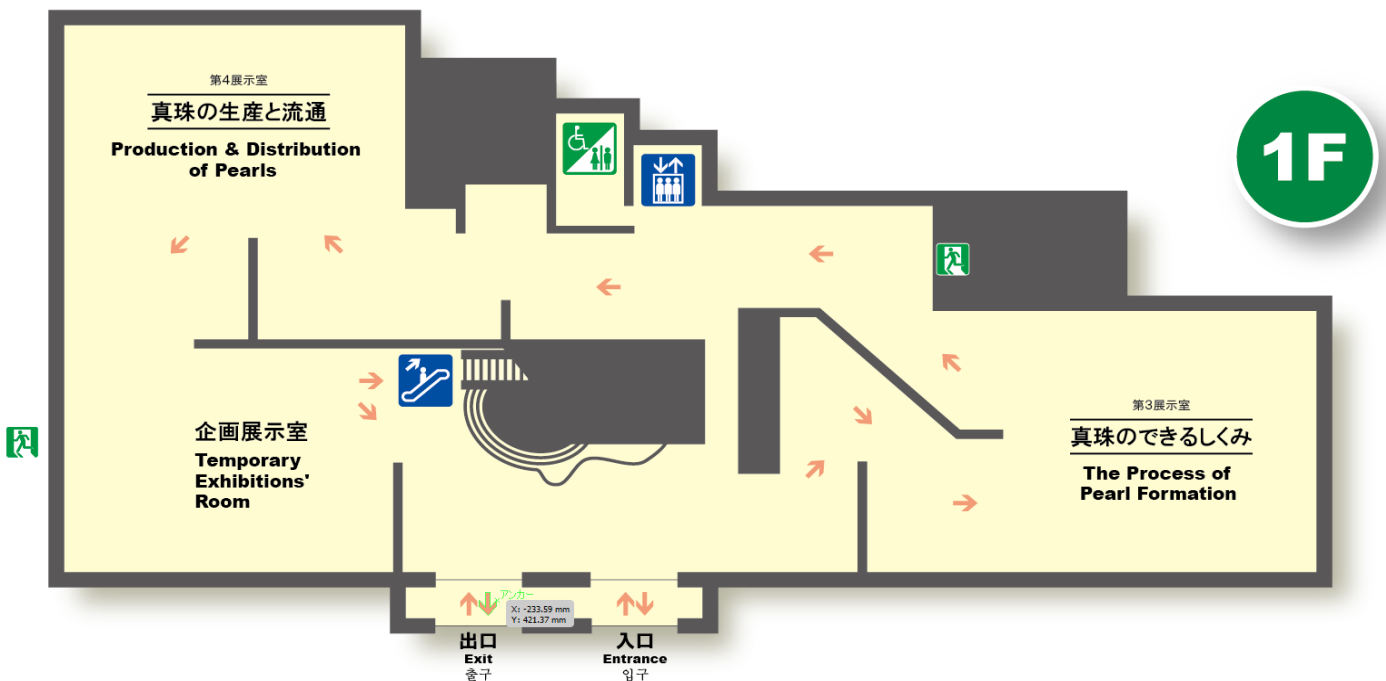 1F
第4展示室
真珠の生産と流通
Production & Distribution
of Pearls
第3展示室
真珠のできるしくみ
The Process of
Pearl Formation
企画展示室
Temporary
Exhibitions'
Room
アンカー
X: -233.59 mm
Y: 421.37 mm
出口
Exit
출구
入口
Entrance
입구